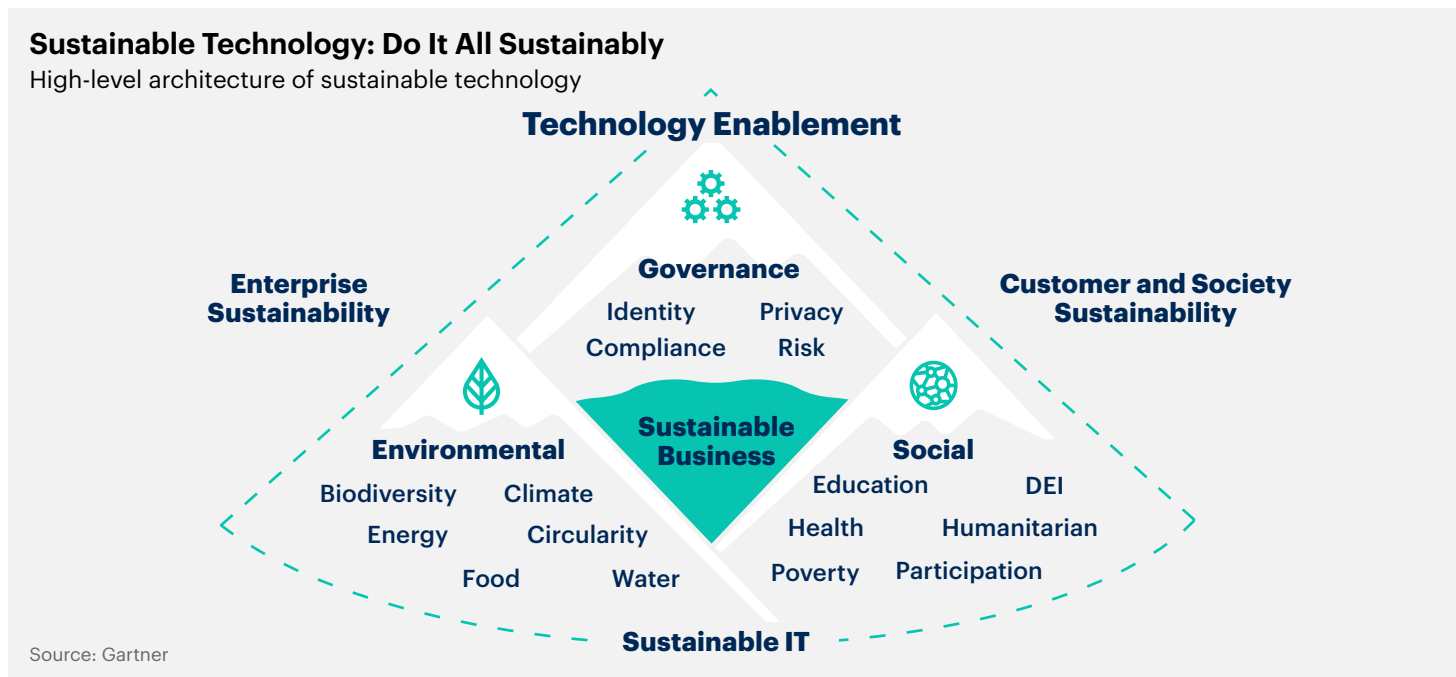 Sustainable Technology: Do It All Sustainably
High-level architecture of sustainable technology
Technology Enablement
Enterprise
Sustainability
Customer and Society
Sustainability
Governance
Identity Privacy
Compliance Risk
Sustainable
Business
Environmental
Biodiversity Climate
Energy Circularity
Food Water
Social
Education DEI
Health Humanitarian
Poverty Participation
Sustainable IT
Source: Gartner